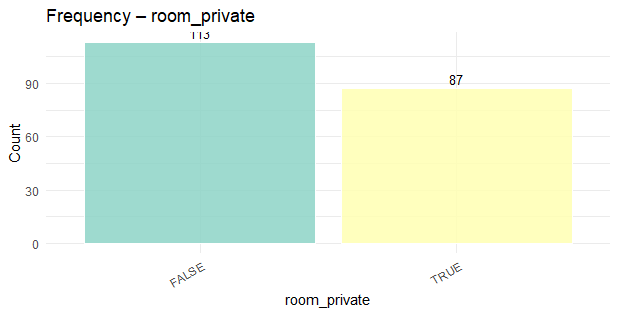 Frequency – room_private
113
87
90
60
30
0
Count
FALSE
TRUE
room_private